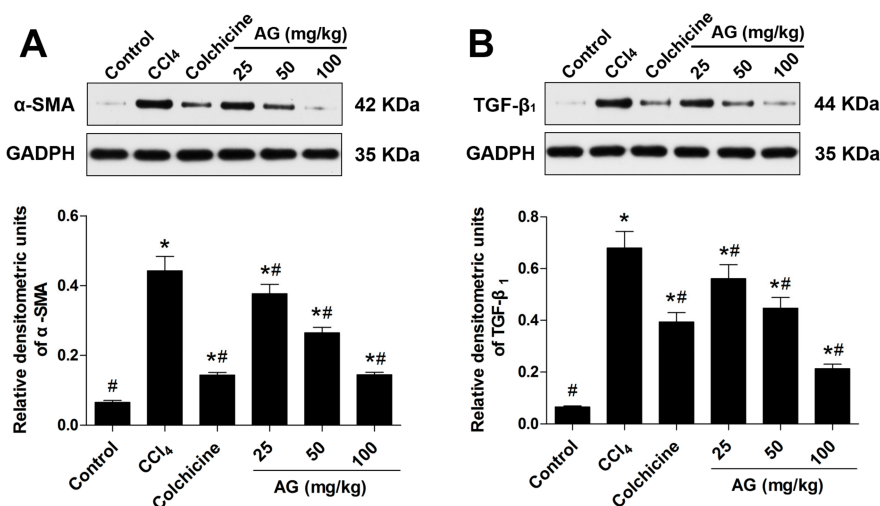 A
Control
CCl4
Colchicine
AG (mg/kg)
25
50
100
α-SMA
42 KDa
GADPH
35 KDa
Relative densitometric units
of α-SMA
0.6
0.4
0.2
0.0
#
*
*#
*#
*#
*#
Control
CCl4
Colchicine
25
50
100
AG (mg/kg)
B
Control
CCl4
Colchicine
AG (mg/kg)
25
50
100
TGF-β1
44 KDa
GADPH
35 KDa
Relative densitometric units
of TGF-β 1
0.8
0.6
0.4
0.2
0.0
#
*
*#
*#
*#
*#
Control
CCl4
Colchicine
25
50
100
AG (mg/kg)